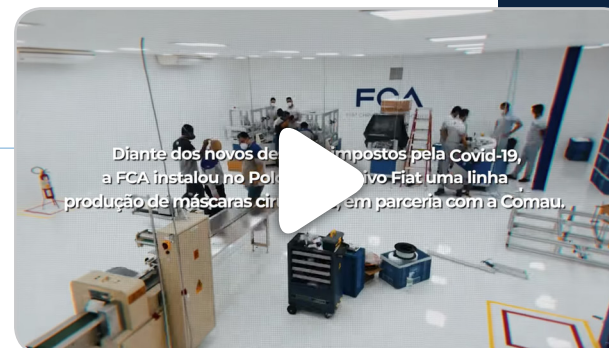 FCA
Diante dos novos de impostos pela Covid-19,
a FCA instalou no Polo ivo Fiat uma linha
produção de máscaras em parceria com a Comau.